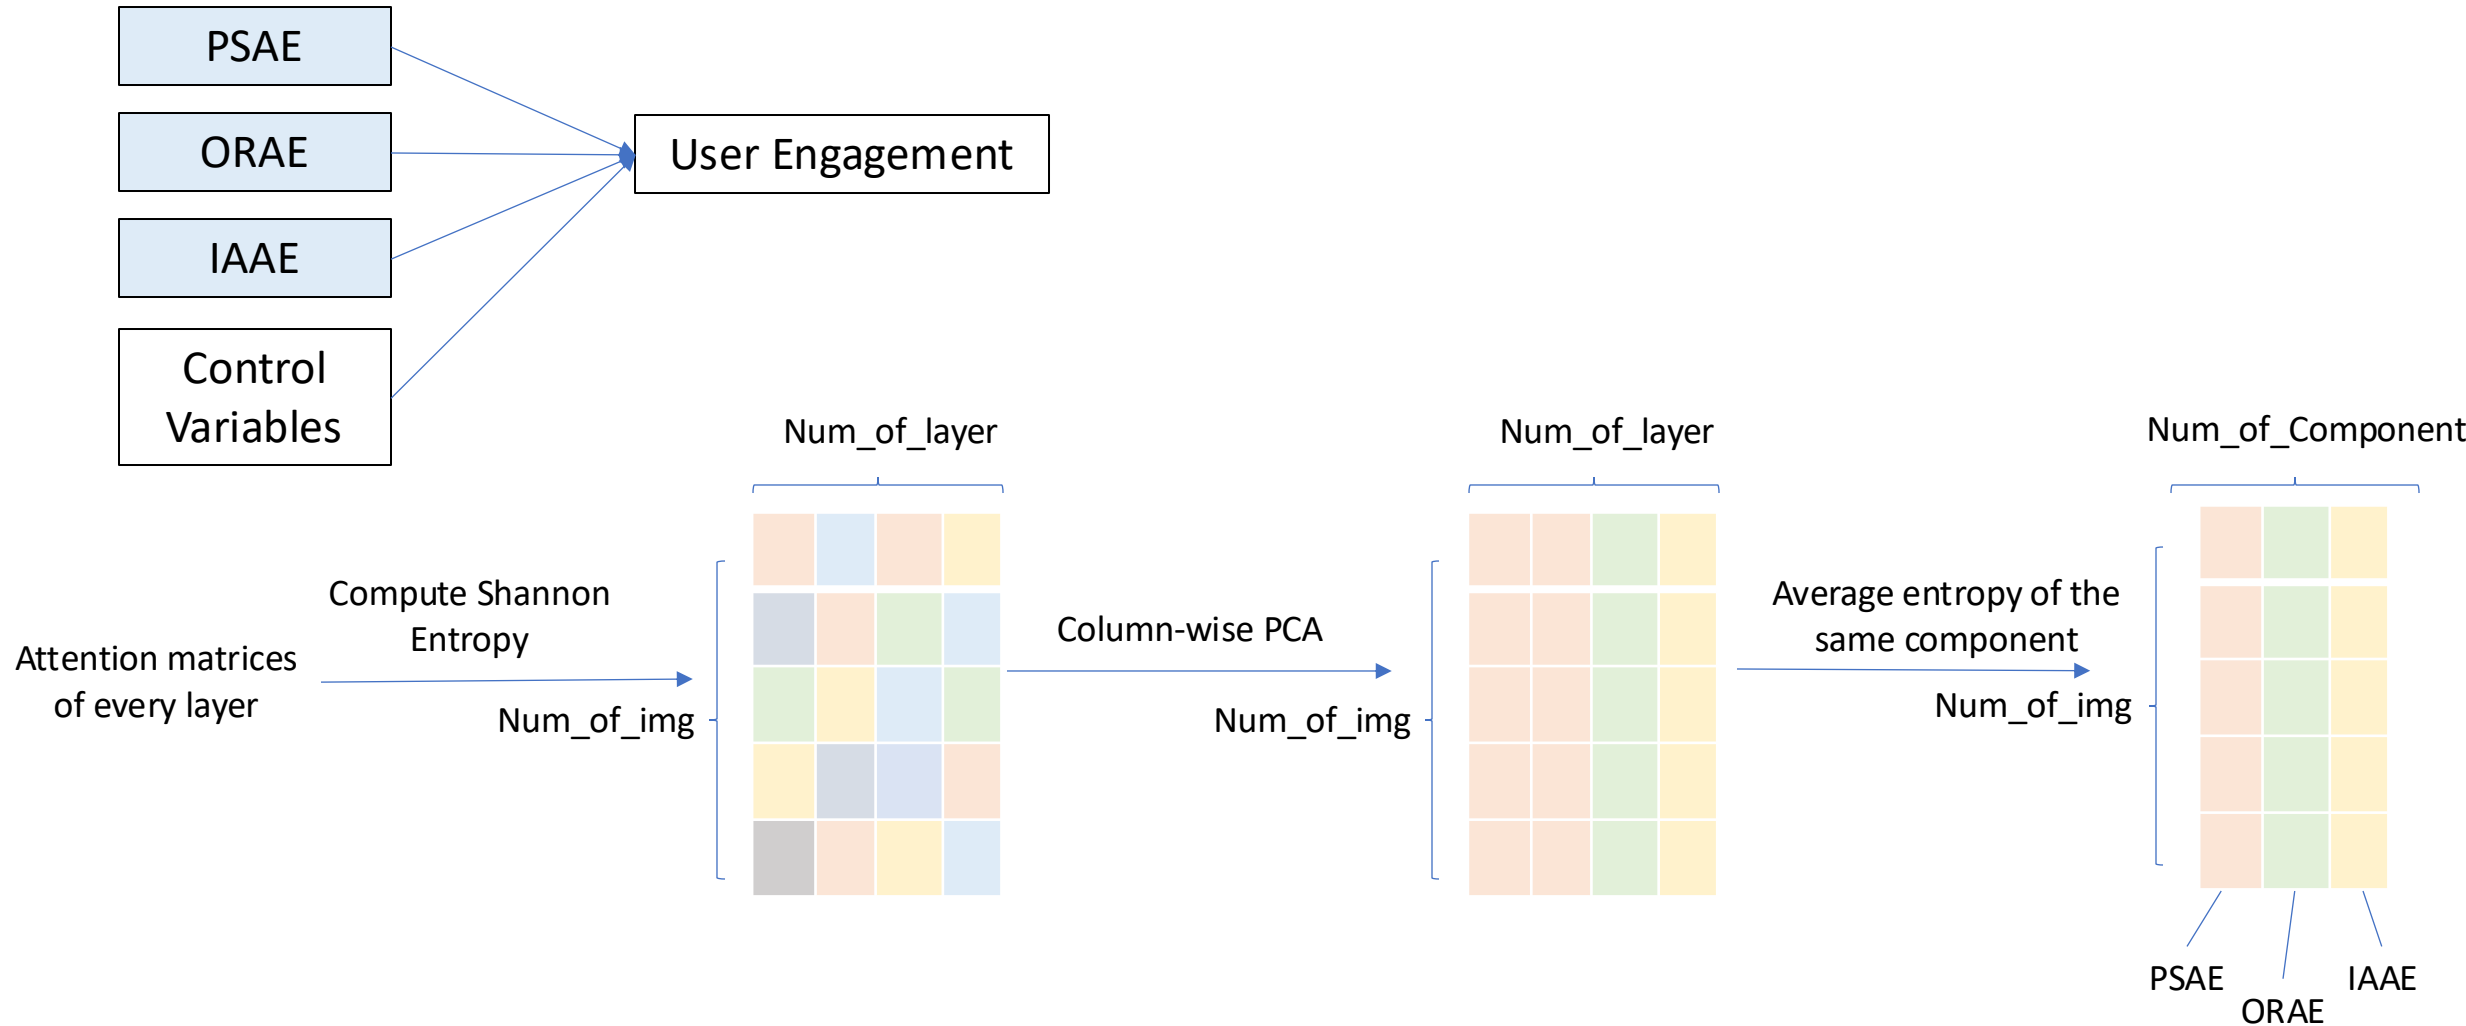 PSAE
ORAE
User Engagement
IAAE
Control
Variables
Num_of_layer
Num_of_layer
Num_of_Component
Attention matrices
of every layer
Compute Shannon
Entropy
Num_of_img
Column-wise PCA
Num_of_img
Average entropy of the
same component
Num_of_img
PSAE
ORAE
IAAE